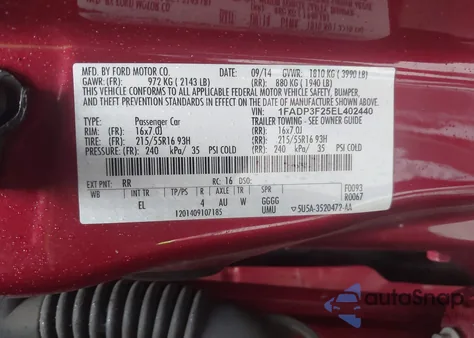 MFD. BY FORD MOTOR CO.
DATE: 09/14 GVWR: 1810 KG ( 3990 LB)
GAWR: (FR) 972 KG ( 2143 LB) (RR) 880 KG ( 1940 LB)
THIS VEHICLE CONFORMS TO ALL APPLICABLE FEDERAL MOTOR VEHICLE SAFETY, BUMPER,
AND THEFT PREVENTION STANDARDS IN EFFECT ON THE DATE OF MANUFACTURE SHOWN ABOVE.
VIN: 1FADP3F25EL402440
TYPE: Passenger Car TRAILER TOWING - SEE OWNER GUIDE
RIM: (FR) 16x7.0J (RR) 16x7.0J
TIRE: (FR) 215/55R16 93H (RR) 215/55R16 93H
PRESSURE: (FR) 240 kPa/ 35 PSI COLD (RR) 240 kPa/ 35 PSI COLD
EXT PNT: RR RC: 16 DSO: F0093
WB INT TR TP/PS R AXLE TR SPR R0067
EL 4 AU W GGGG
1201409107185 UMU 5U5A-3520472-AA
autoSnap